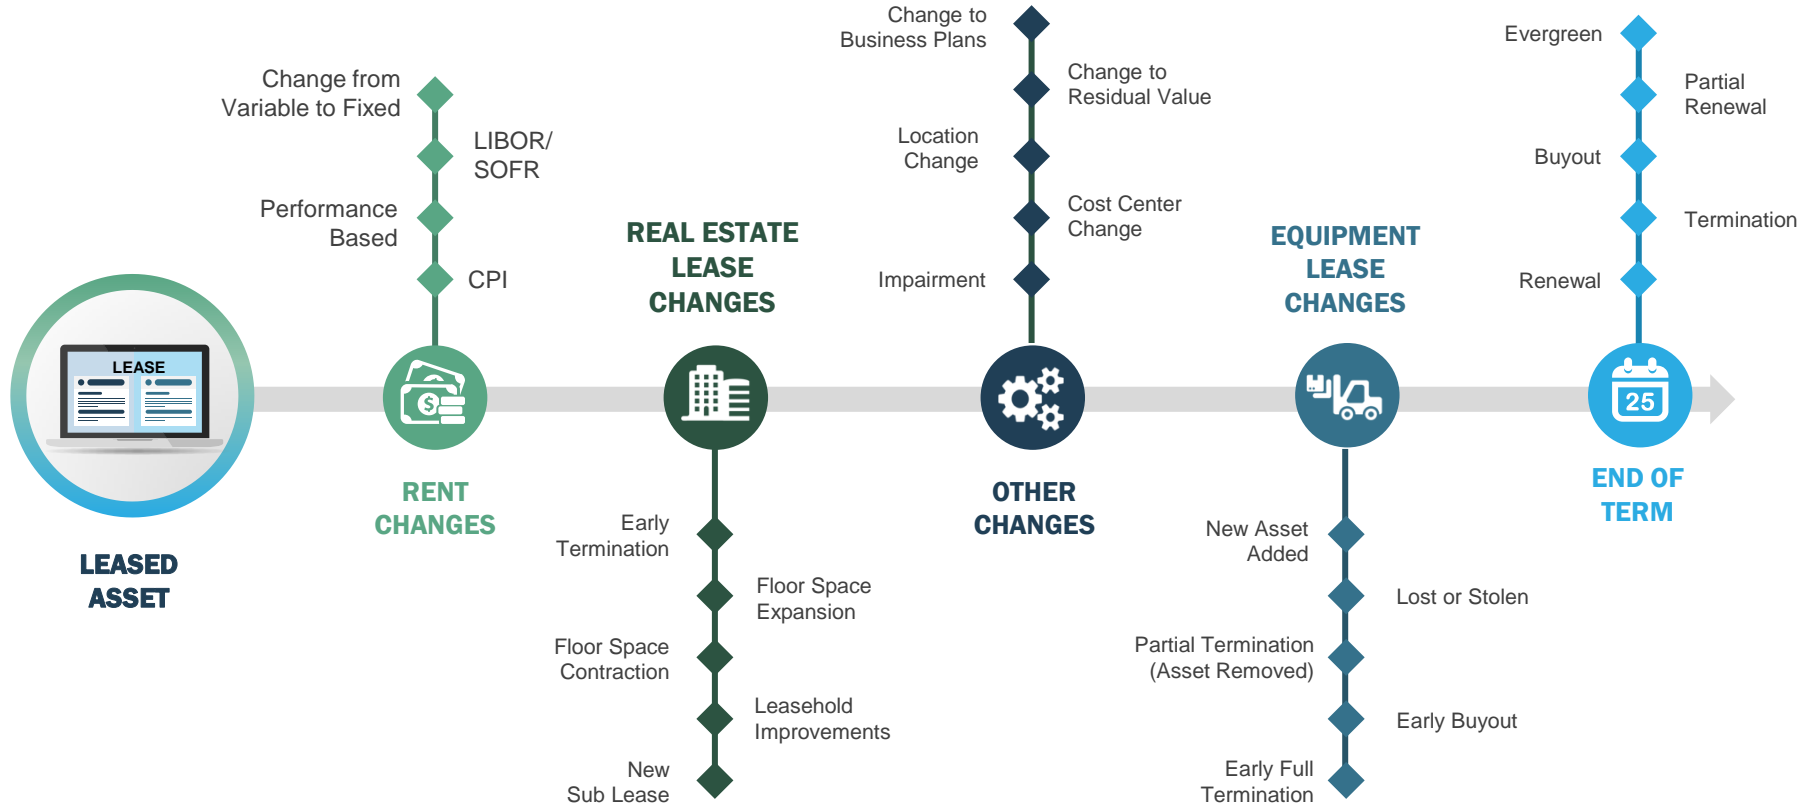 LEASE
LEASED
ASSET
Change from
Variable to Fixed
LIBOR/
SOFR
Performance
Based
CPI
$
RENT
CHANGES
REAL ESTATE
LEASE
CHANGES
Early
Termination
Floor Space
Expansion
Floor Space
Contraction
Leasehold
Improvements
New
Sub Lease
Change to
Business Plans
Change to
Residual Value
Location
Change
Cost Center
Change
Impairment
OTHER
CHANGES
EQUIPMENT
LEASE
CHANGES
New Asset
Added
Lost or Stolen
Partial Termination
(Asset Removed)
Early Buyout
Early Full
Termination
Evergreen
Partial
Renewal
Buyout
Termination
Renewal
25
END OF
TERM